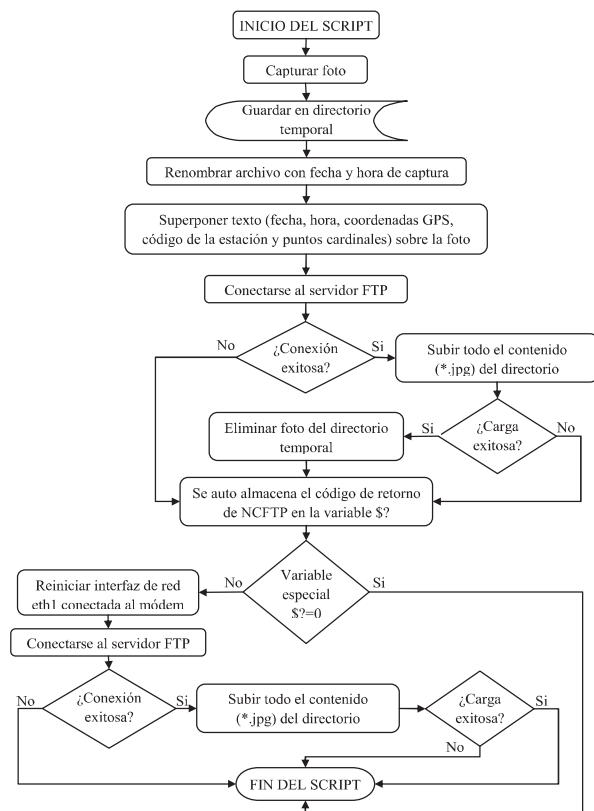 INICIO DEL SCRIPT
Capturar foto
Guardar en directorio
temporal
Renombrar archivo con fecha y hora de captura
Superponer texto (fecha, hora, coordenadas GPS,
código de la estación y puntos cardinales) sobre la foto
Conectarse al servidor FTP
No
¿Conexión
exitosa?
Si
Subir todo el contenido
(*.jpg) del directorio
Eliminar foto del directorio
temporal
Si
¿Carga
exitosa?
No
Se auto almacena el código de retorno
de NCFTP en la variable $?
Reiniciar interfaz de red
eth1 conectada al módem
No
Variable
especial
$?=0
Si
Conectarse al servidor FTP
No
¿Conexión
exitosa?
Si
Subir todo el contenido
(*.jpg) del directorio
¿Carga
exitosa?
Si
No
FIN DEL SCRIPT